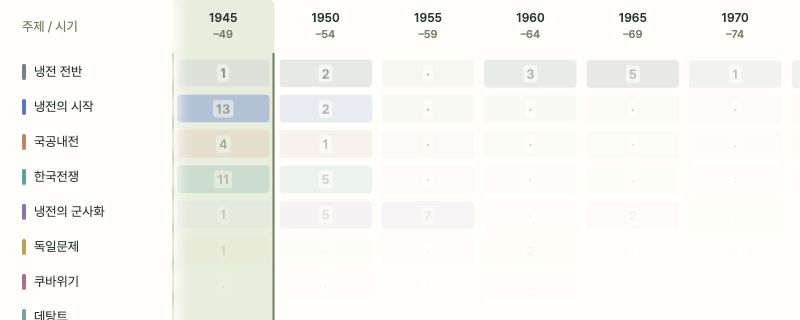 주제 / 시기 1945 –49 1950 –54 1955 –59 1960 –64 1965 –69 1970 –74
냉전 전반 1 2 · 3 5 1
냉전의 시작 13 2 · · · ·
국공내전 4 1 · · · ·
한국전쟁 11 5 · · · ·
냉전의 군사화 1 5 7 · 2 ·
독일문제 1 · · 2 · ·
쿠바위기 · · ·
데탕트